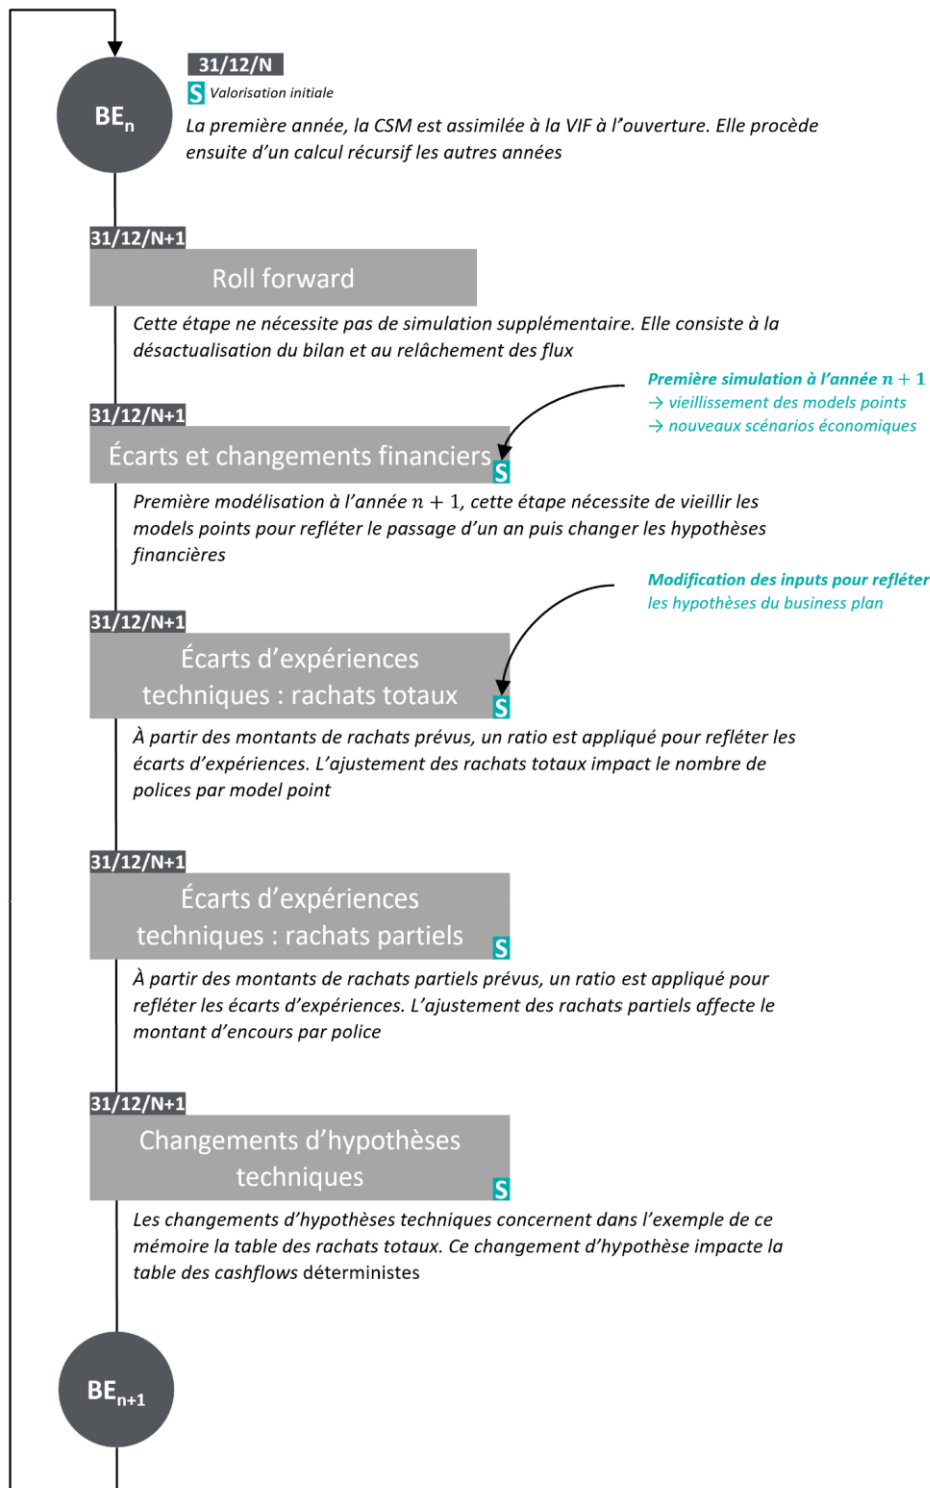 31/12/N
S Valorisation initiale
BEn
La première année, la CSM est assimilée à la VIF à l'ouverture. Elle procède
ensuite d'un calcul récursif les autres années
31/12/N+1
Roll forward
Cette étape ne nécessite pas de simulation supplémentaire. Elle consiste à la
désactualisation du bilan et au relâchement des flux
Première simulation à l'année n + 1
→ vieillissement des models points
→ nouveaux scénarios économiques
31/12/N+1
Écarts et changements financiers
S
Première modélisation à l'année n + 1, cette étape nécessite de vieillir les
models points pour refléter le passage d'un an puis changer les hypothèses
financières
Modification des inputs pour refléter
les hypothèses du business plan
31/12/N+1
Écarts d'expériences
techniques : rachats totaux
S
À partir des montants de rachats prévus, un ratio est appliqué pour refléter les
écarts d'expériences. L'ajustement des rachats totaux impact le nombre de
polices par model point
31/12/N+1
Écarts d'expériences
techniques : rachats partiels
S
À partir des montants de rachats partiels prévus, un ratio est appliqué pour
refléter les écarts d'expériences. L'ajustement des rachats partiels affecte le
montant d'encours par police
31/12/N+1
Changements d'hypothèses
techniques
S
Les changements d'hypothèses techniques concernent dans l'exemple de ce
mémoire la table des rachats totaux. Ce changement d'hypothèse impacte la
table des cashflows déterministes
BEn+1